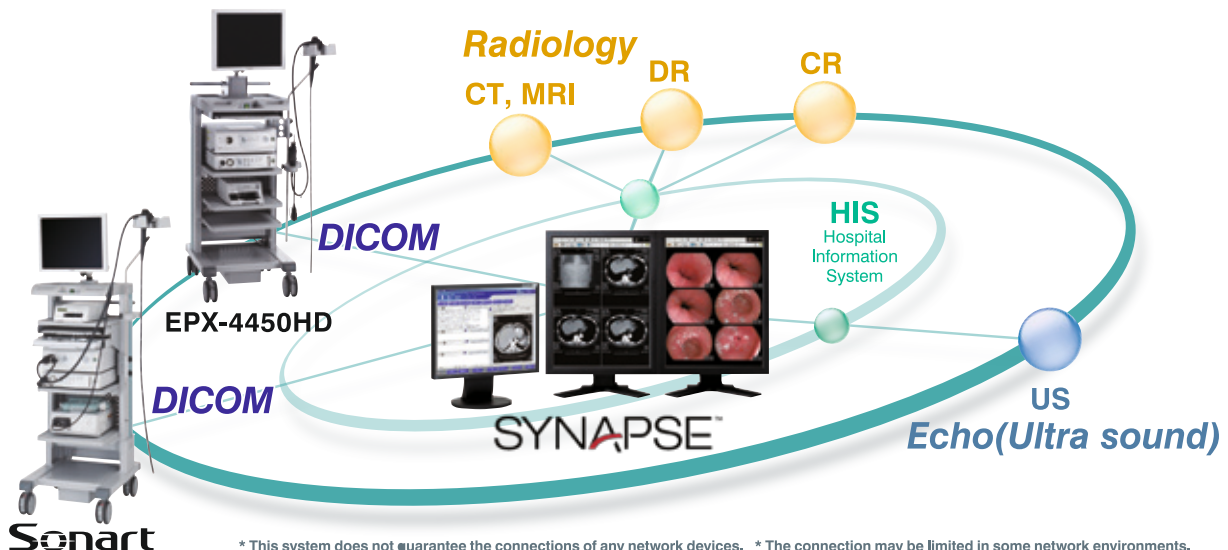 Radiology
CT, MRI
DR
CR
DICOM
HIS
Hospital
Information
System
EPX-4450HD
DICOM
SYNAPSE™
US
Echo(Ultra sound)
Sonart
* This system does not guarantee the connections of any network devices. * The connection may be limited in some network environments.